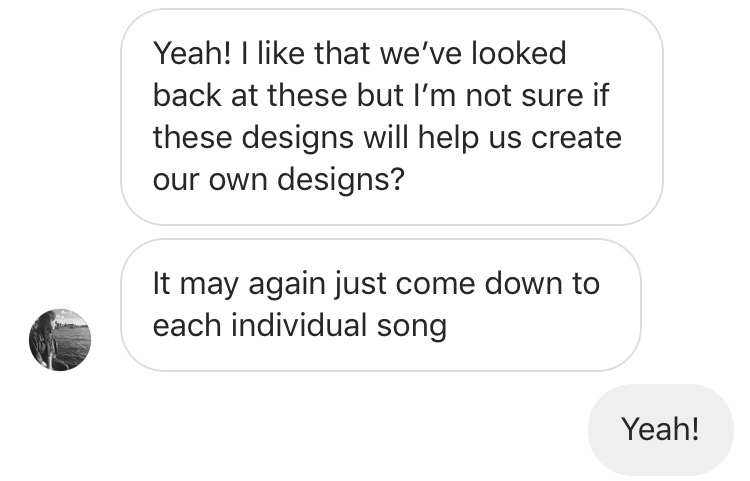 Yeah! I like that we’ve looked
back at these but I’m not sure if
these designs will help us create
our own designs?
It may again just come down to
each individual song
Yeah!